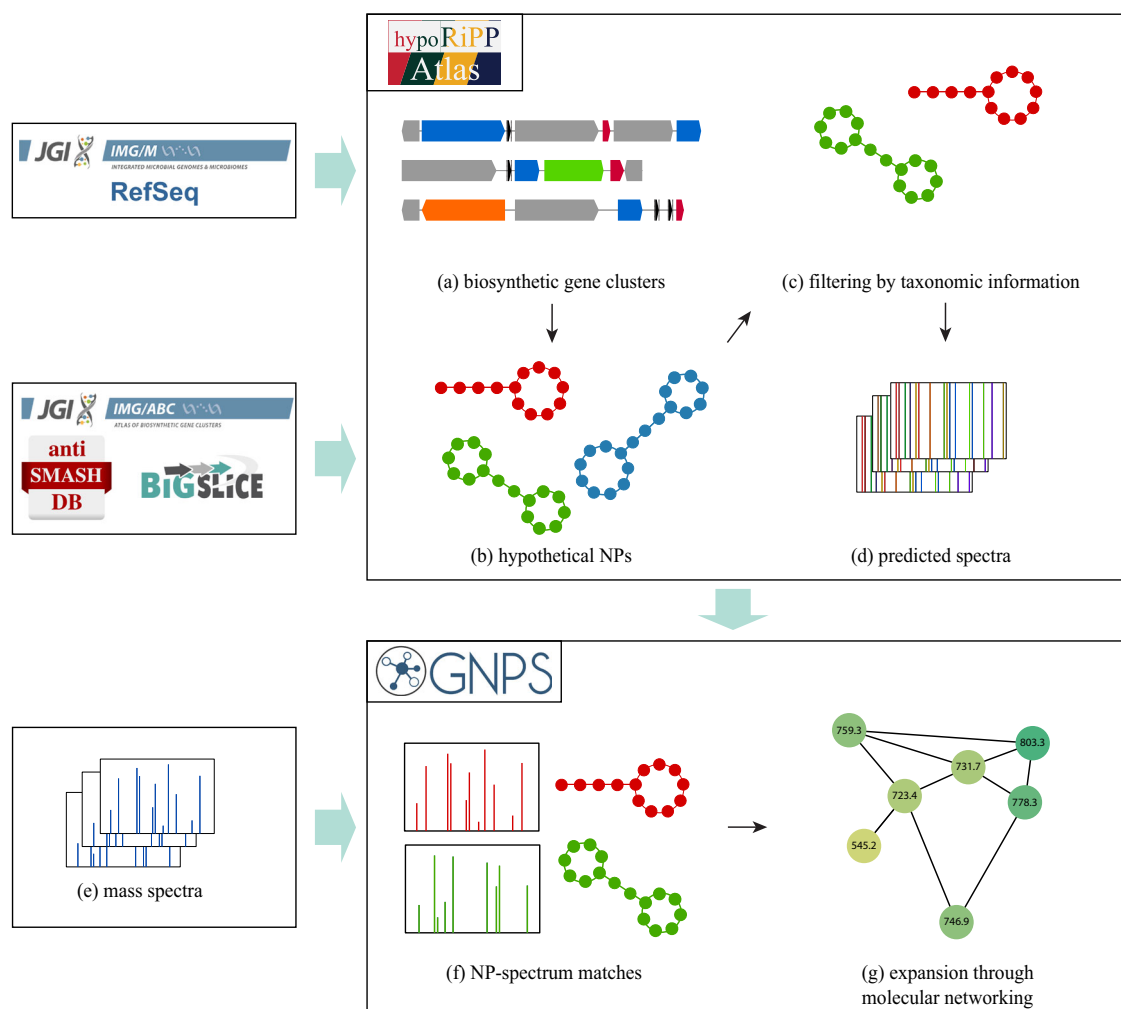 hypoRiPP
Atlas
JGI IMG/M
INTEGRATED MICROBIAL GENOMES & MICROBIOMES
RefSeq
(a) biosynthetic gene clusters
(c) filtering by taxonomic information
JGI IMG/ABC
ATLAS OF BIOSYNTHETIC GENE CLUSTERS
anti
SMASH
DB
BiGSLiCE
(b) hypothetical NPs
(d) predicted spectra
GNPS
759.3
803.3
731.7
723.4
778.3
545.2
746.9
(e) mass spectra
(f) NP-spectrum matches
(g) expansion through
molecular networking